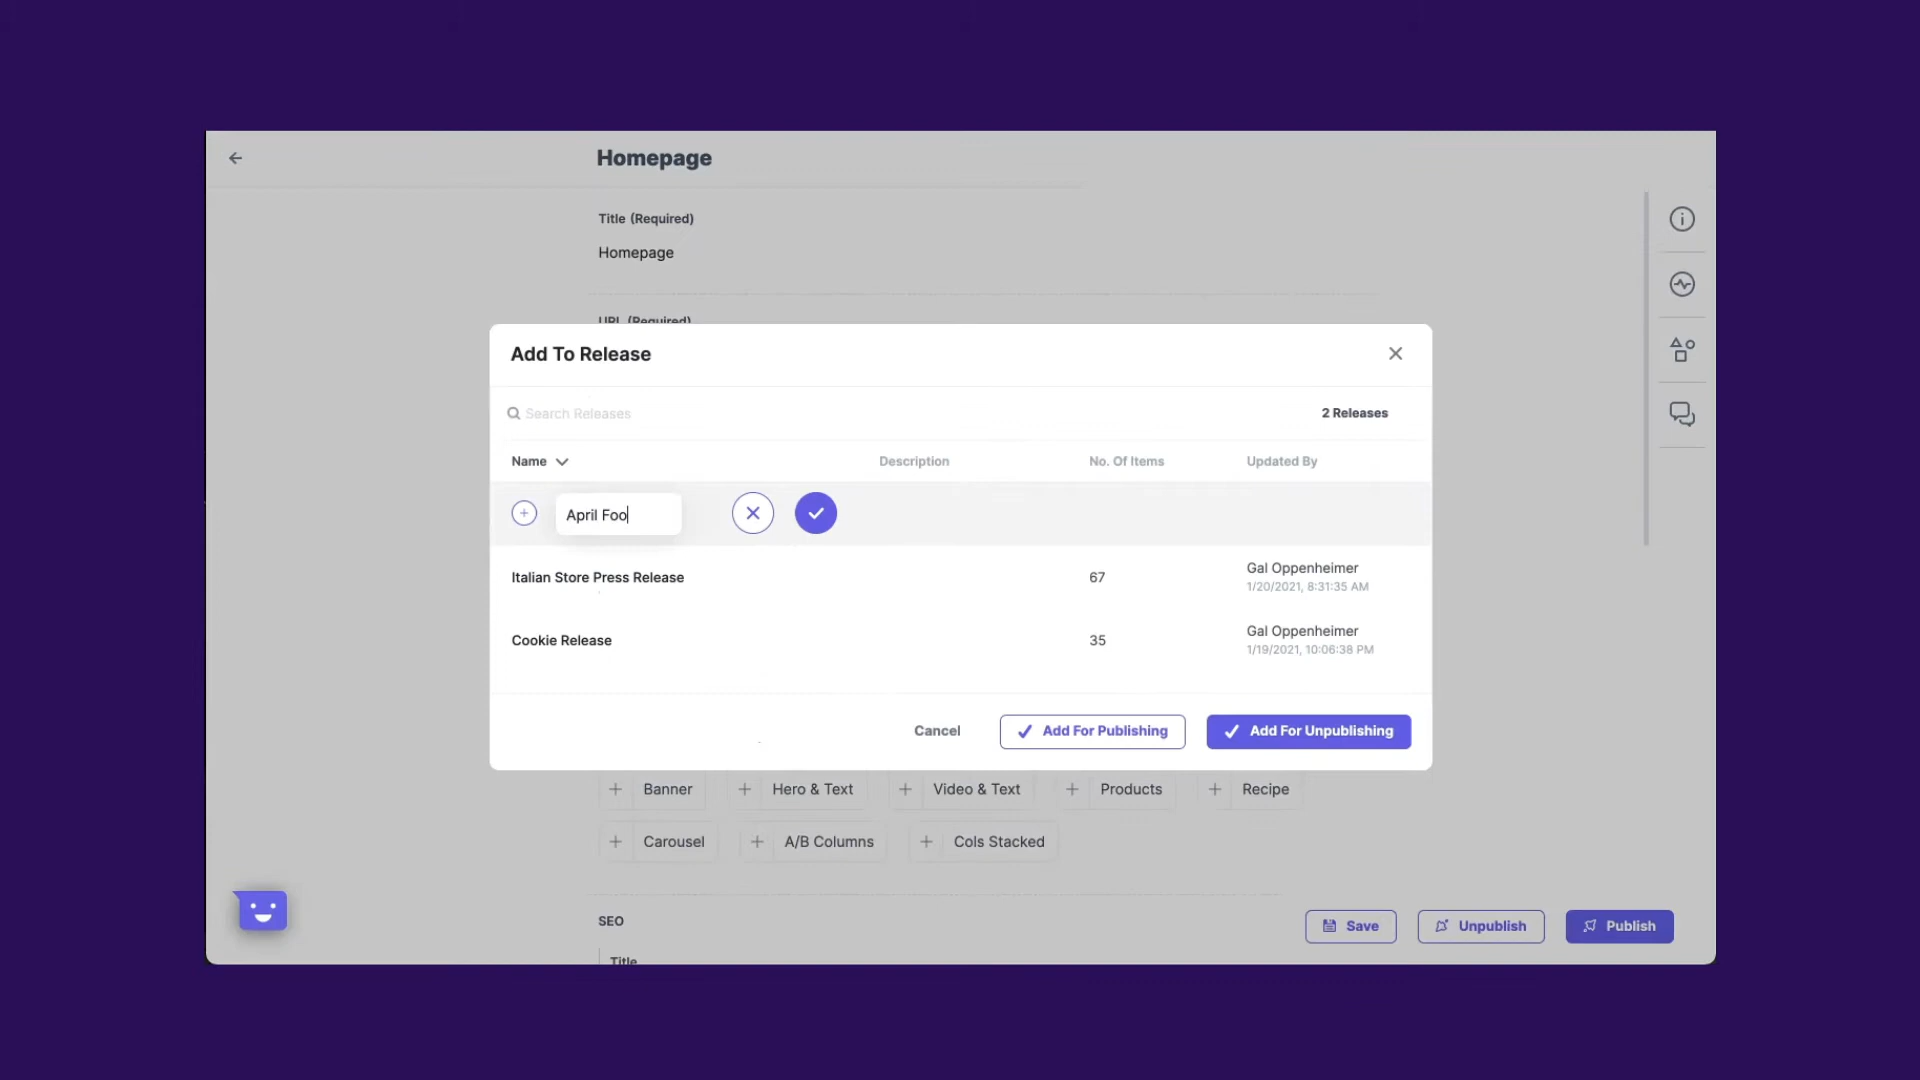 Homepage
Title (Required)
Homepage
URL (Required)
Add To Release
Search Releases
2 Releases
Name Description No. Of Items Updated By
April Foo
Italian Store Press Release 67 Gal Oppenheimer
1/20/2021, 8:31:35 AM
Cookie Release 35 Gal Oppenheimer
1/19/2021, 10:06:38 PM
Cancel Add For Publishing Add For Unpublishing
Banner Hero & Text Video & Text Products Recipe
Carousel A/B Columns Cols Stacked
SEO
Save Unpublish Publish
Title